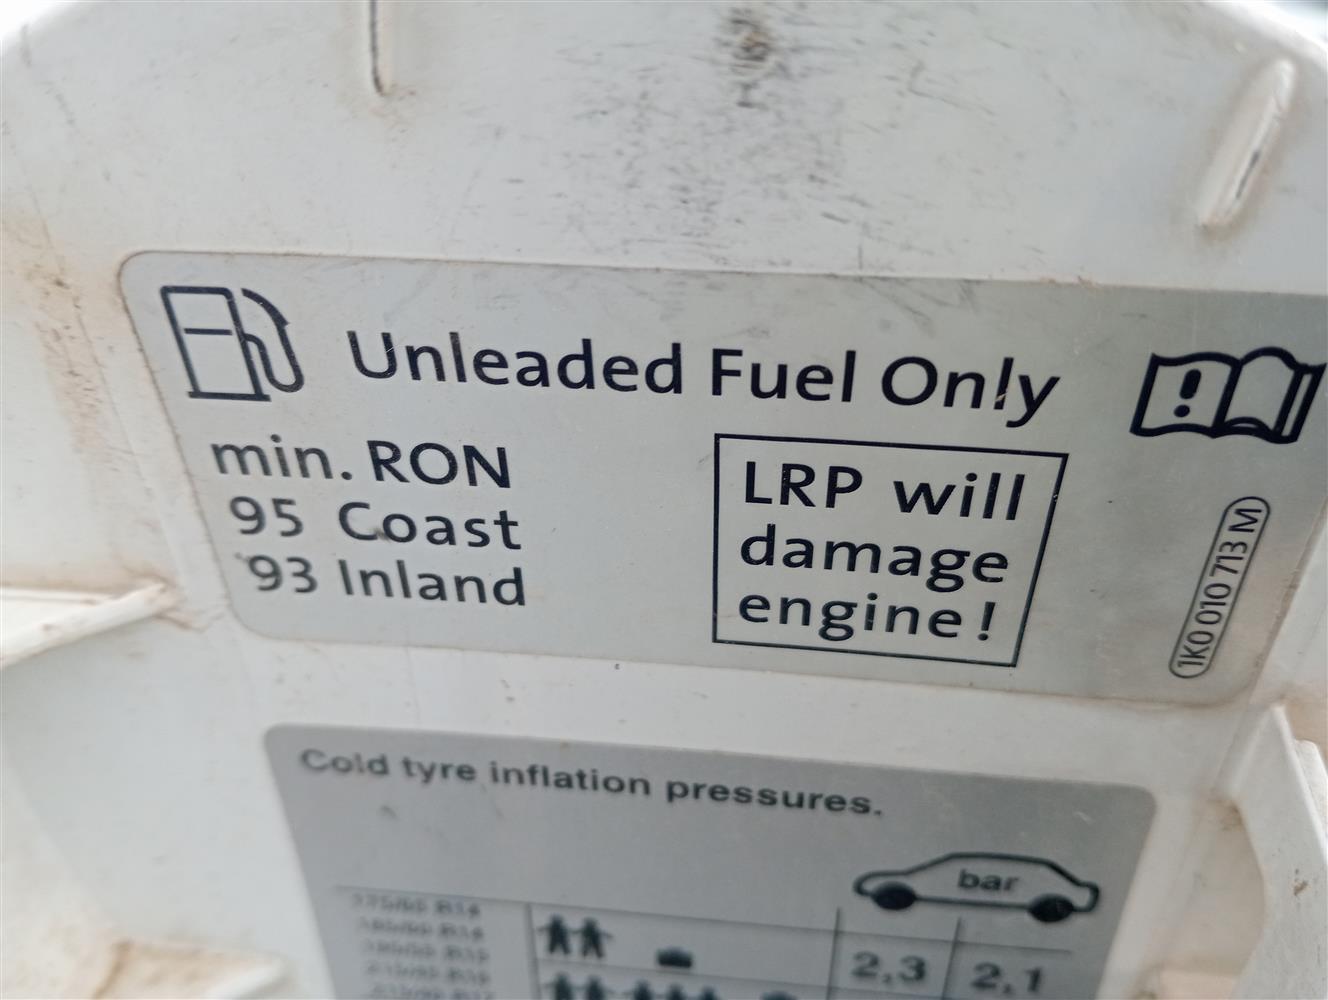 Unleaded Fuel Only
min. RON
95 Coast
93 Inland
LRP will
damage
engine!
1K0 010 713 M
Cold tyre inflation pressures.
bar
2,3 2,1